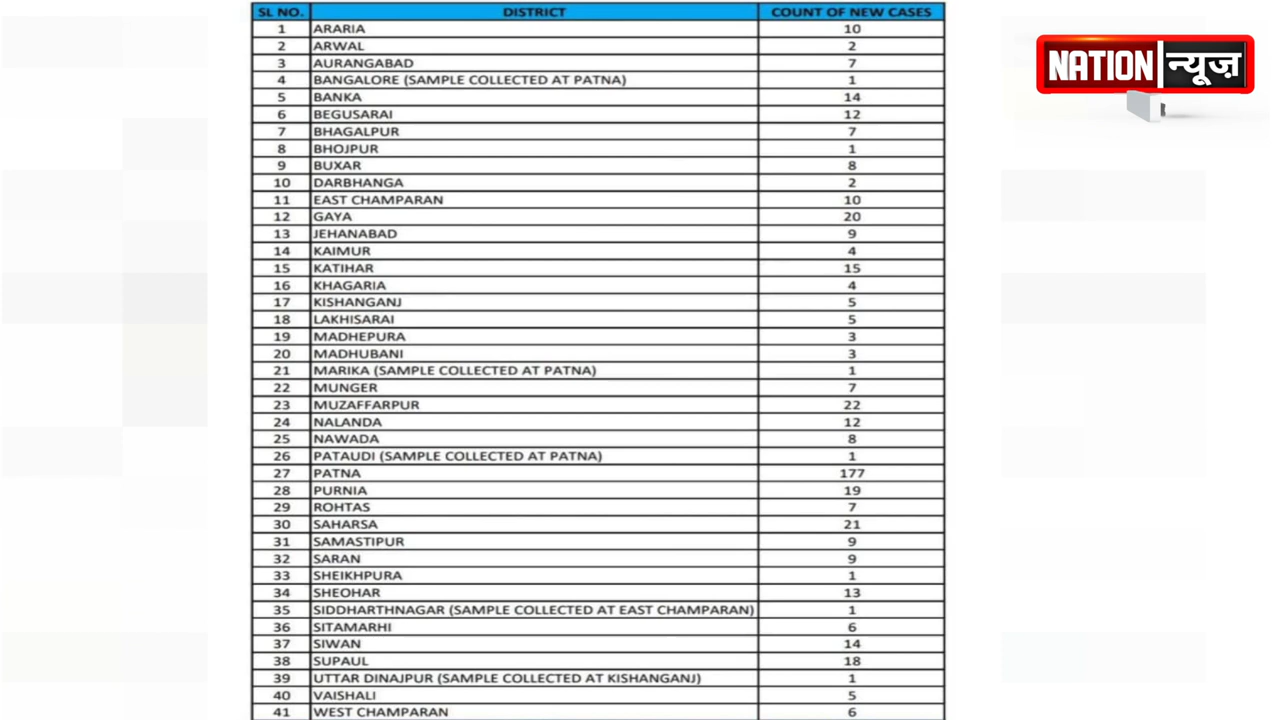 SL NO. DISTRICT COUNT OF NEW CASES
1 ARARIA 10
2 ARWAL 2
3 AURANGABAD 7
4 BANGALORE (SAMPLE COLLECTED AT PATNA) 1
5 BANKA 14
6 BEGUSARAI 12
7 BHAGALPUR 7
8 BHOJPUR 1
9 BUXAR 8
10 DARBHANGA 2
11 EAST CHAMPARAN 10
12 GAYA 20
13 JEHANABAD 9
14 KAIMUR 4
15 KATIHAR 15
16 KHAGARIA 4
17 KISHANGANJ 5
18 LAKHISARAI 5
19 MADHEPURA 3
20 MADHUBANI 3
21 MARIKA (SAMPLE COLLECTED AT PATNA) 1
22 MUNGER 7
23 MUZAFFARPUR 22
24 NALANDA 12
25 NAWADA 8
26 PATAUDI (SAMPLE COLLECTED AT PATNA) 1
27 PATNA 177
28 PURNIA 19
29 ROHTAS 7
30 SAHARSA 21
31 SAMASTIPUR 9
32 SARAN 9
33 SHEIKHPURA 1
34 SHEOHAR 13
35 SIDDHARTHNAGAR (SAMPLE COLLECTED AT EAST CHAMPARAN) 1
36 SITAMARHI 6
37 SIWAN 14
38 SUPAUL 18
39 UTTAR DINAJPUR (SAMPLE COLLECTED AT KISHANGANJ) 1
40 VAISHALI 5
41 WEST CHAMPARAN 6
NATION न्यूज़